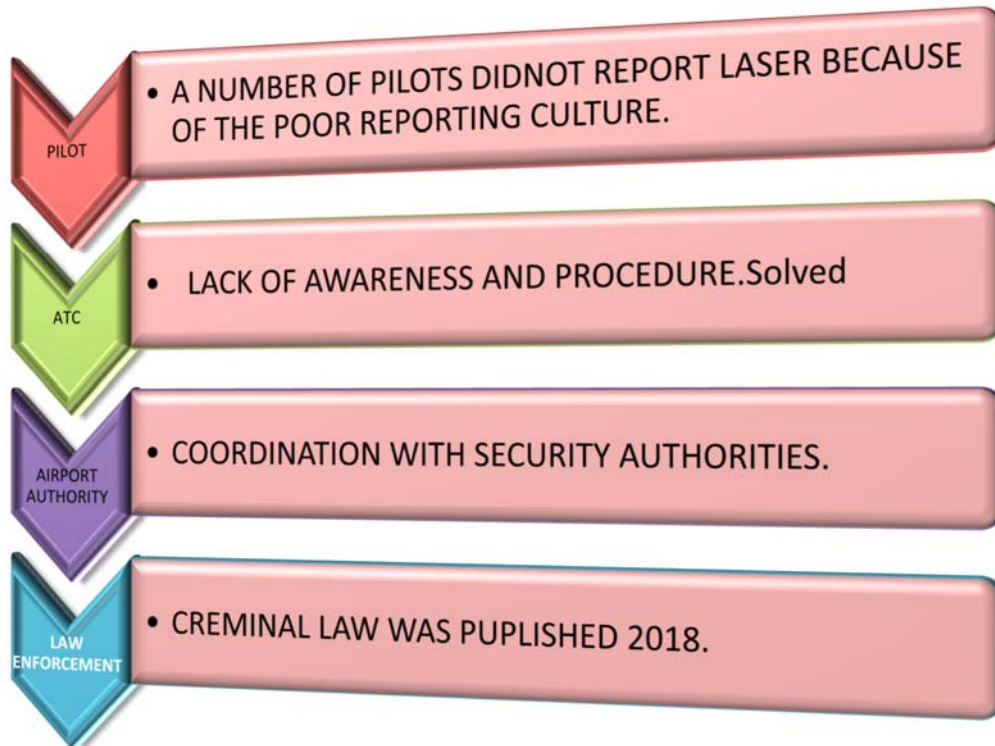 PILOT
• A NUMBER OF PILOTS DIDNOT REPORT LASER BECAUSE
OF THE POOR REPORTING CULTURE.
ATC
• LACK OF AWARENESS AND PROCEDURE.Solved
AIRPORT
AUTHORITY
• COORDINATION WITH SECURITY AUTHORITIES.
LAW
ENFORCEMENT
• CREMINAL LAW WAS PUPLISHED 2018.